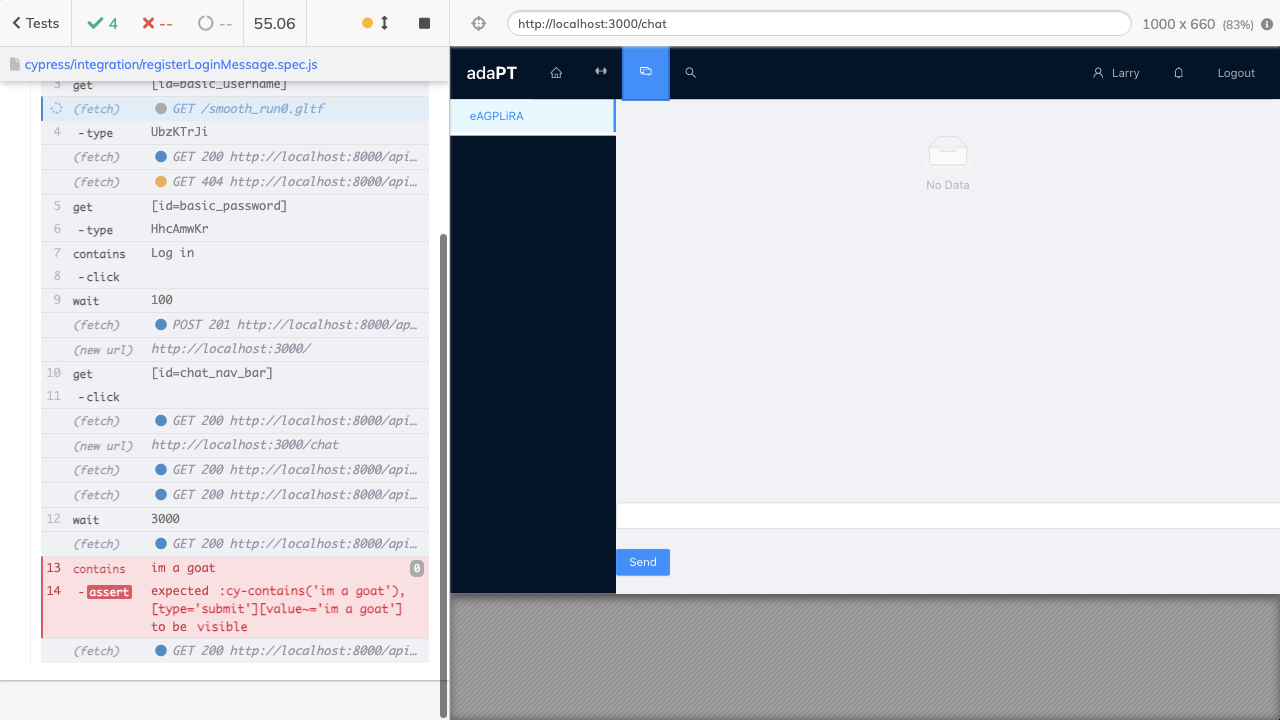 Tests
4
--
--
55.06
cypress/integration/registerLoginMessage.spec.js
3 get [id=basic_username]
(fetch) GET /smooth_run0.gltf
4 -type UbzKTrJi
(fetch) GET 200 http://localhost:8000/api…
(fetch) GET 404 http://localhost:8000/api…
5 get [id=basic_password]
6 -type HhcAmwKr
7 contains Log in
8 -click
9 wait 100
(fetch) POST 201 http://localhost:8000/ap…
(new url) http://localhost:3000/
10 get [id=chat_nav_bar]
11 -click
(fetch) GET 200 http://localhost:8000/api…
(new url) http://localhost:3000/chat
(fetch) GET 200 http://localhost:8000/api…
(fetch) GET 200 http://localhost:8000/api…
12 wait 3000
(fetch) GET 200 http://localhost:8000/api…
13 contains im a goat 0
14 -assert expected :cy-contains('im a goat'),
[type='submit'][value~='im a goat']
to be visible
(fetch) GET 200 http://localhost:8000/api…
http://localhost:3000/chat
1000 x 660 (83%)
adaPT
Larry
Logout
eAGPLiRA
No Data
Send